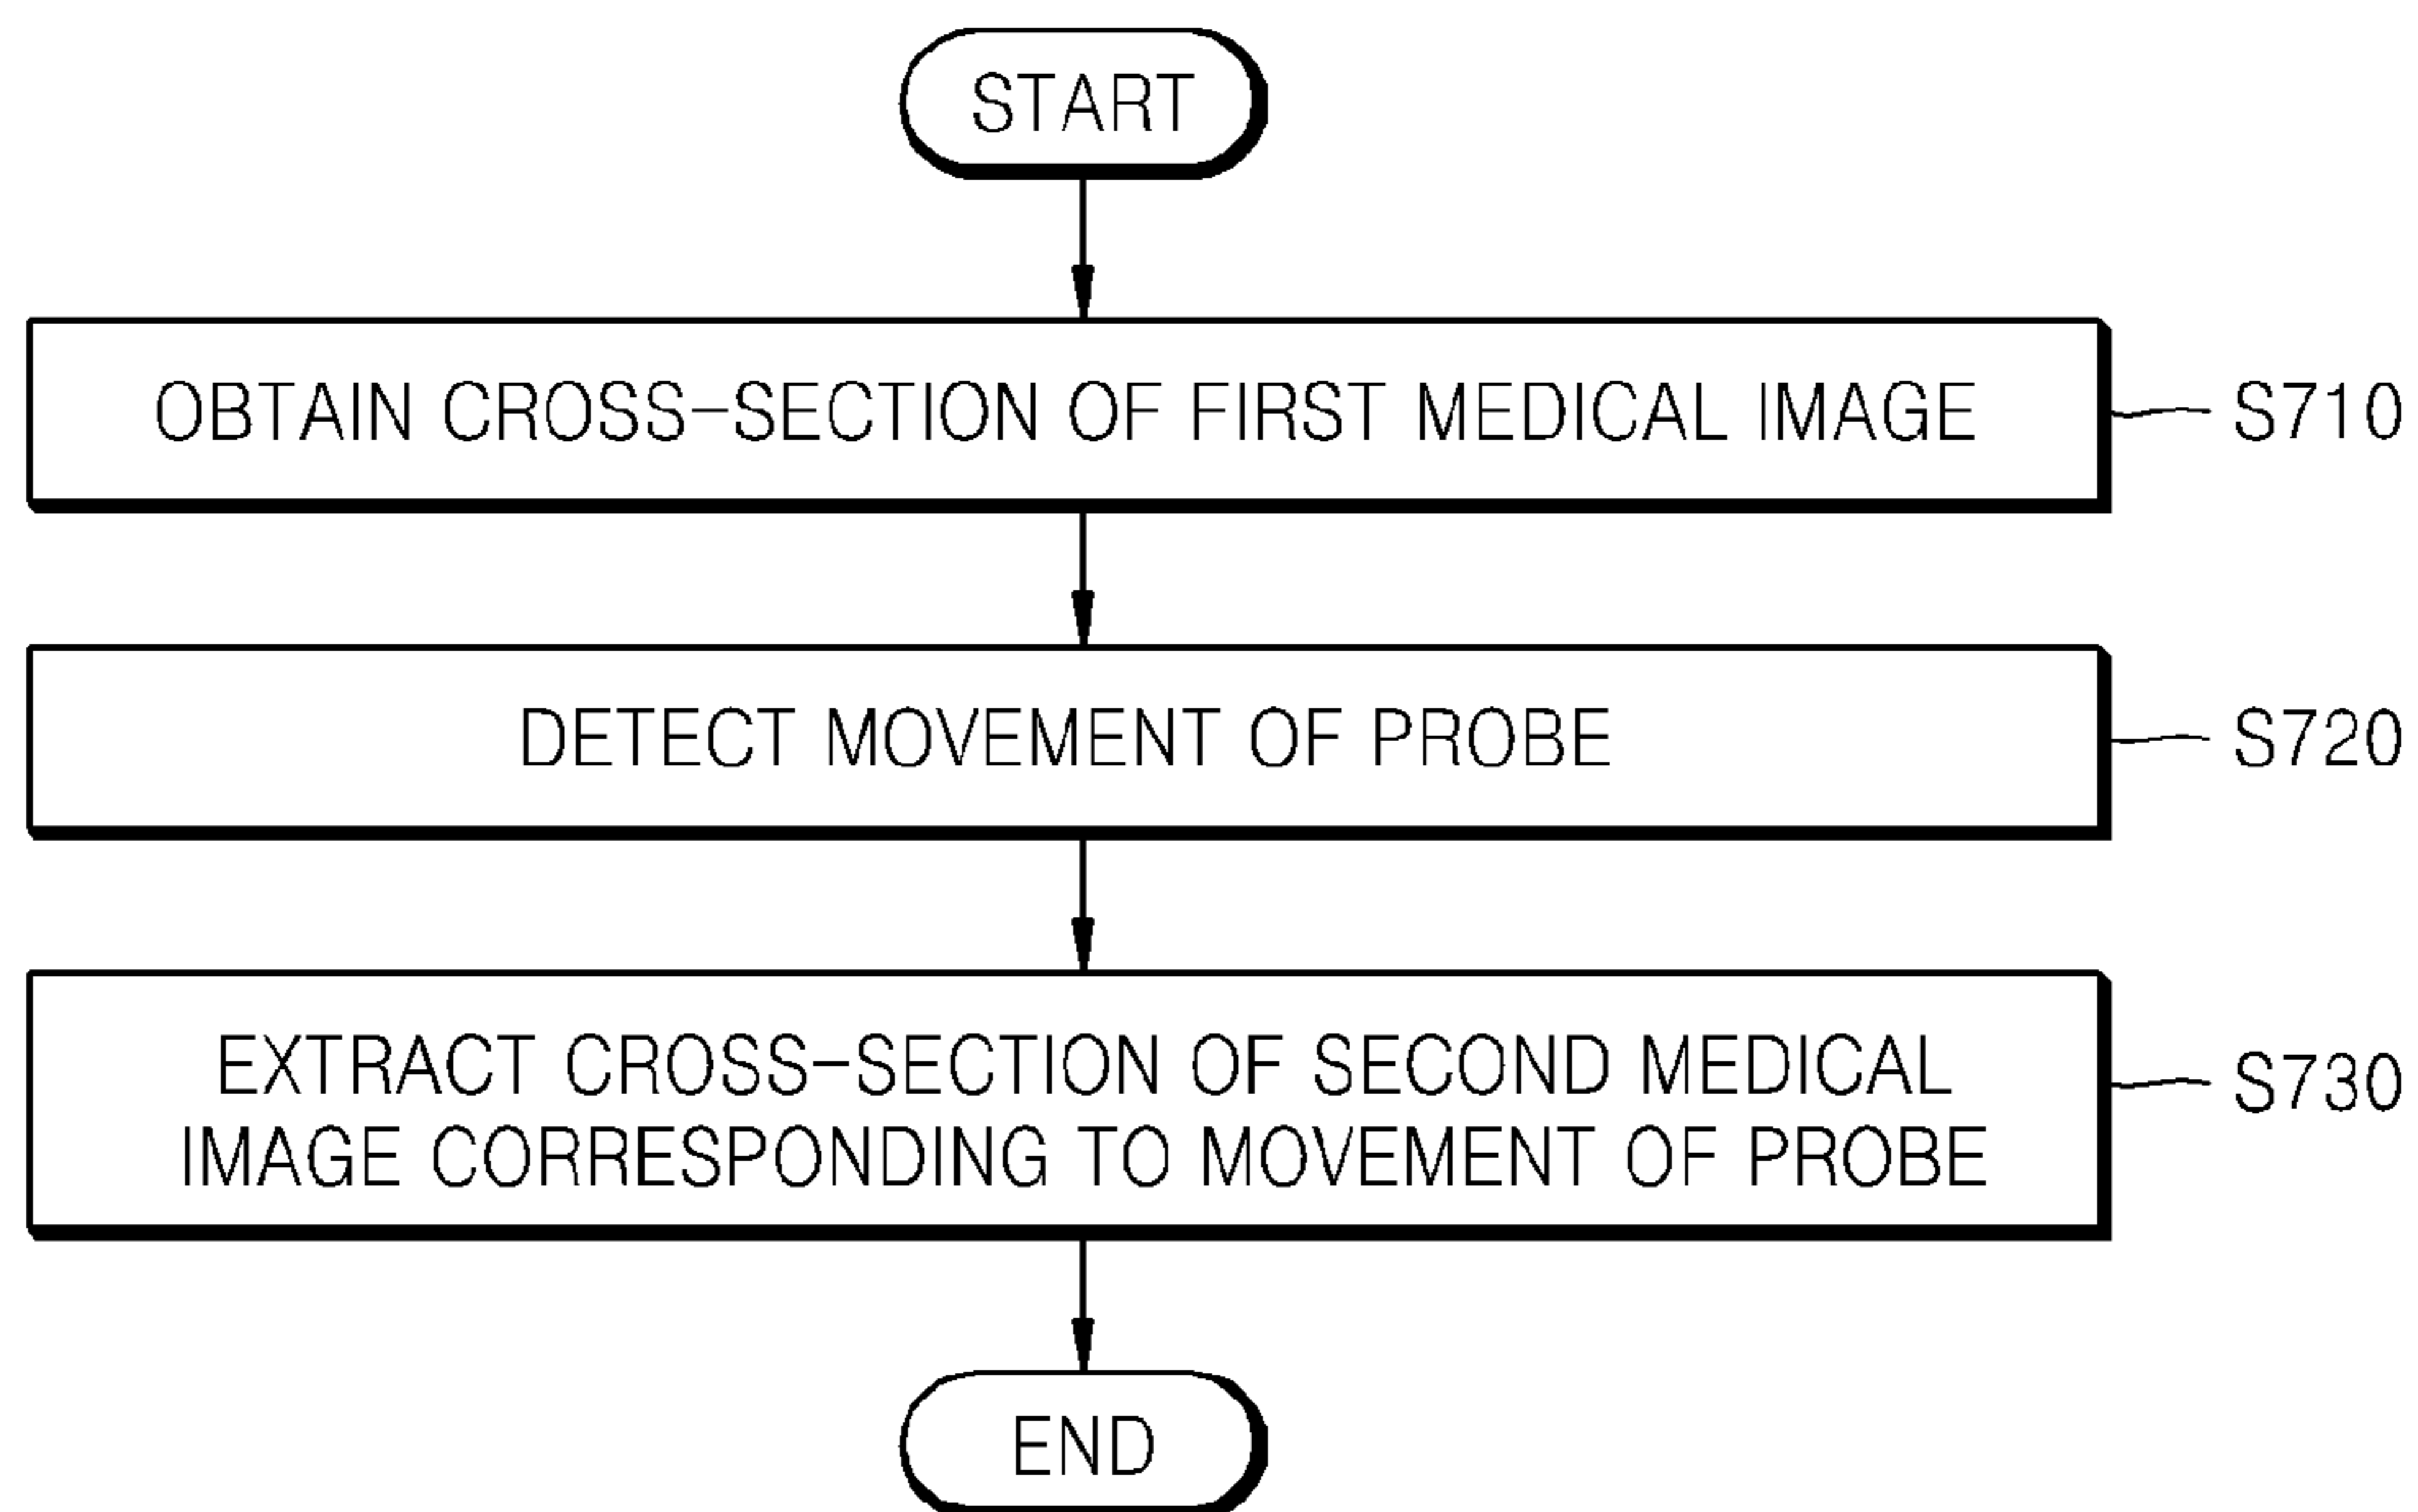 START
OBTAIN CROSS-SECTION OF FIRST MEDICAL IMAGE
S710
DETECT MOVEMENT OF PROBE
S720
EXTRACT CROSS-SECTION OF SECOND MEDICAL
IMAGE CORRESPONDING TO MOVEMENT OF PROBE
S730
END